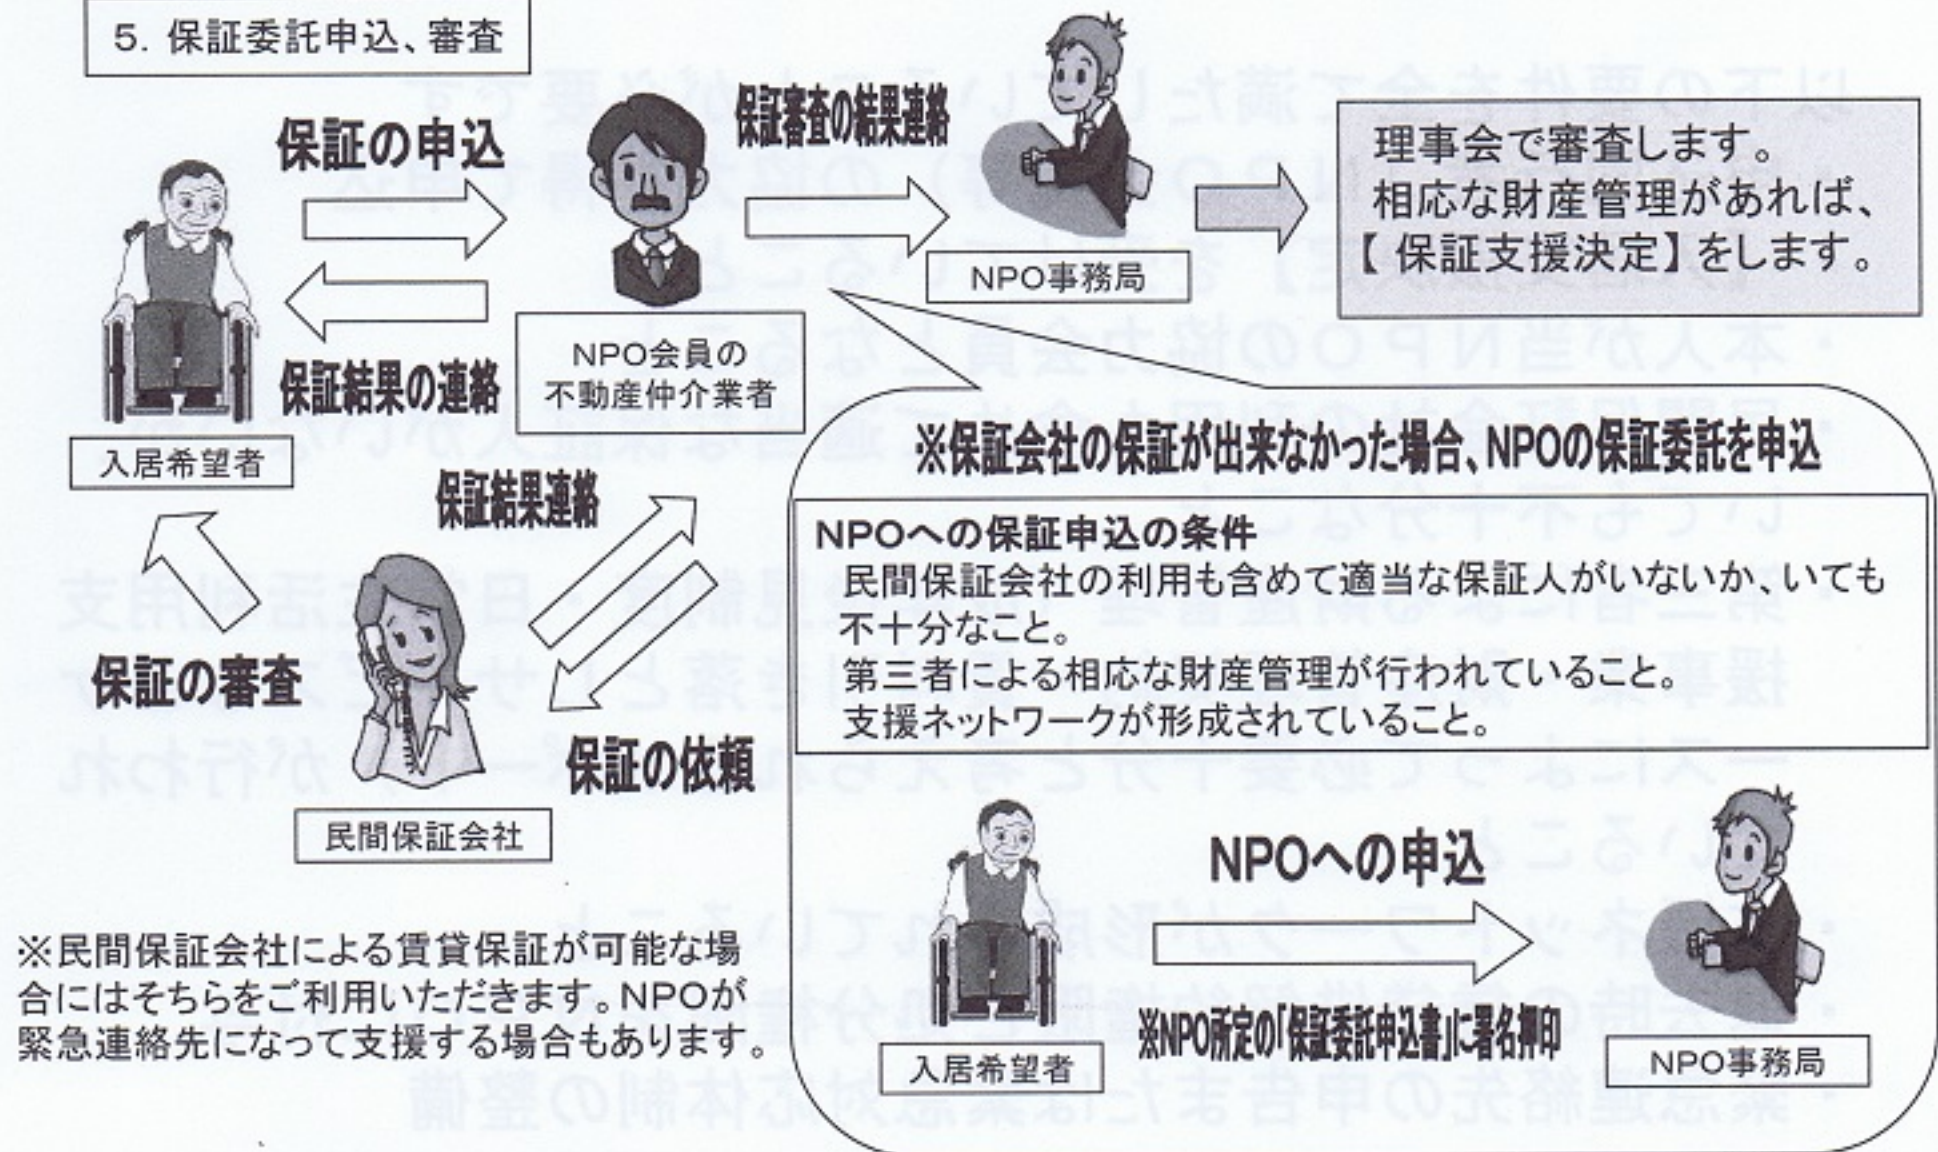 5. 保証委託申込、審査
保証の申込
保証審査の結果連絡
理事会で審査します。
相応な財産管理があれば、
【 保証支援決定】をします。
NPO事務局
NPO会員の
不動産仲介業者
保証結果の連絡
入居希望者
保証結果連絡
保証の審査
保証の依頼
民間保証会社
※民間保証会社による賃貸保証が可能な場
合にはそちらをご利用いただきます。NPOが
緊急連絡先になって支援する場合もあります。
※保証会社の保証が出来なかった場合、NPOの保証委託を申込
NPOへの保証申込の条件
民間保証会社の利用も含めて適当な保証人がいないか、いても
不十分なこと。
第三者による相応な財産管理が行われていること。
支援ネットワークが形成されていること。
NPOへの申込
※NPO所定の「保証委託申込書」に署名押印
入居希望者
NPO事務局